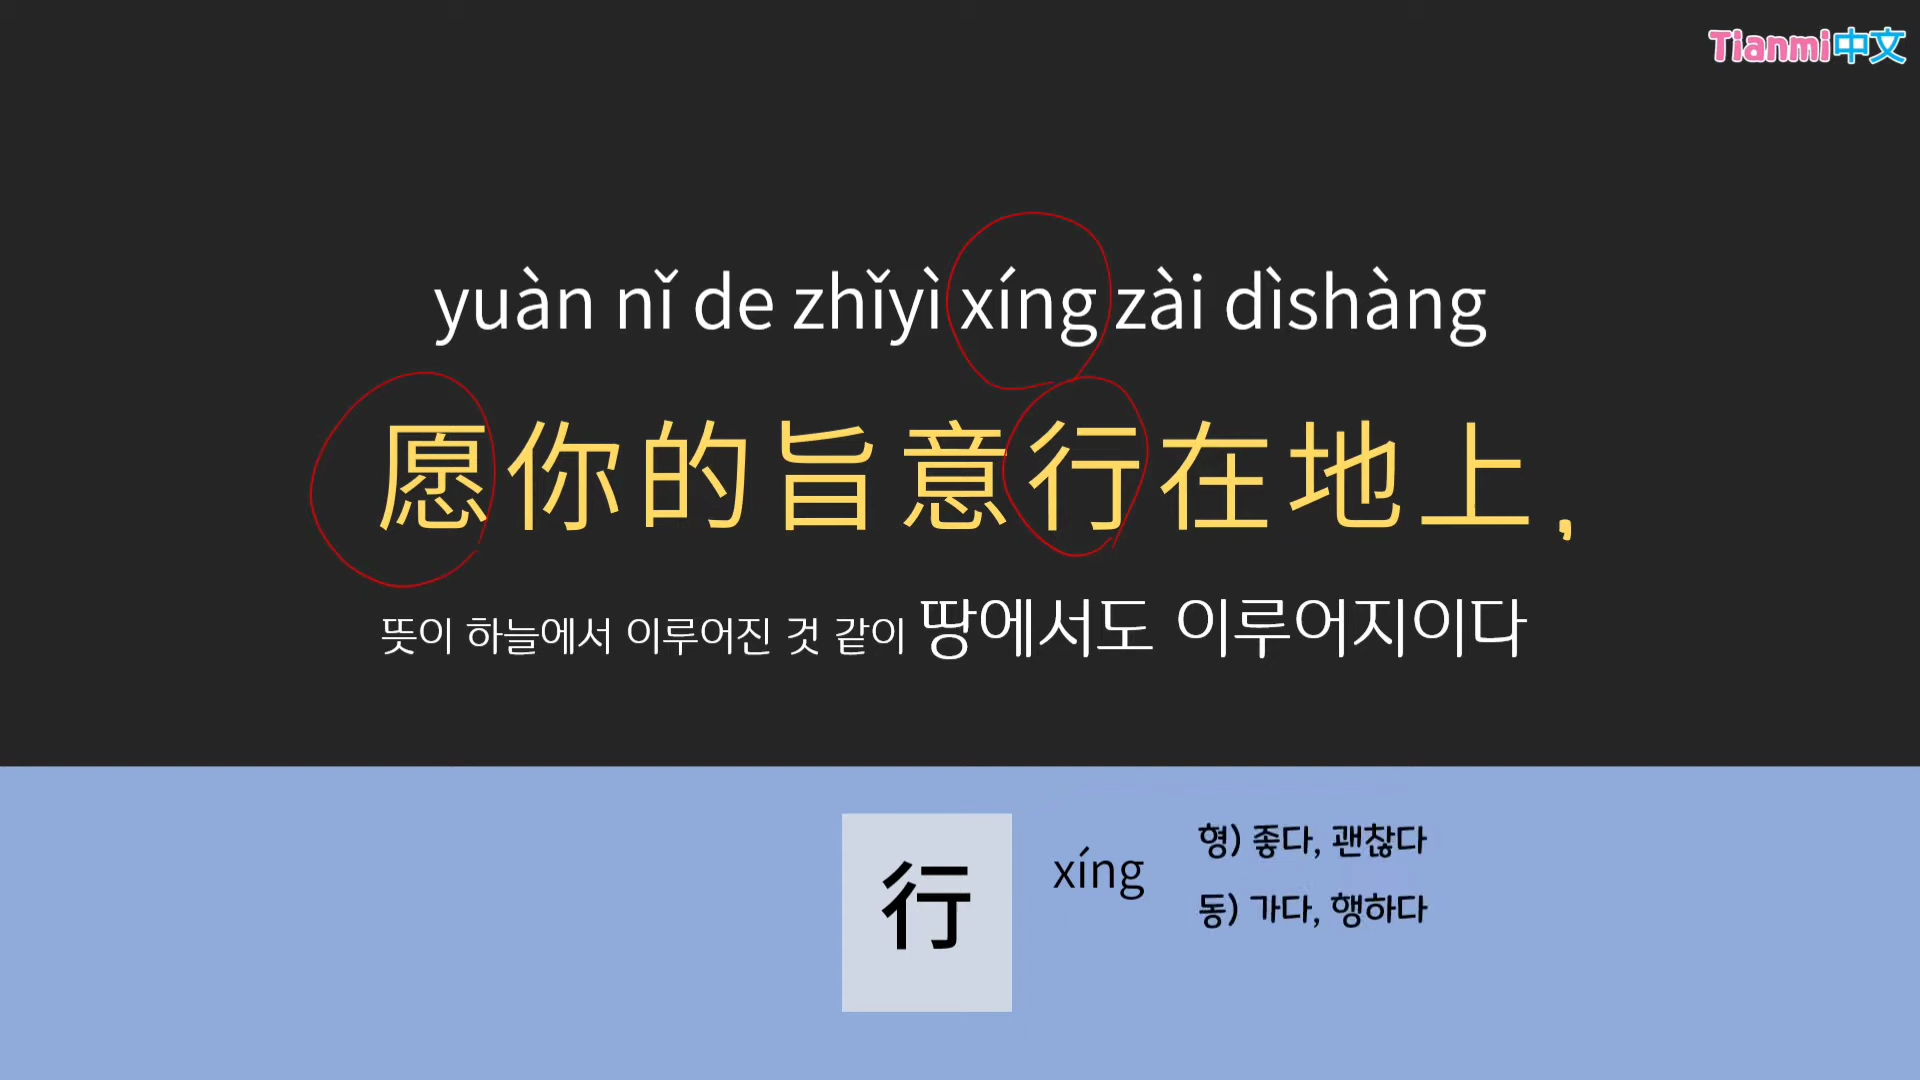 Tianmi中文
yuàn nǐ de zhǐyì xíng zài dìshàng
愿你的旨意行在地上,
뜻이 하늘에서 이루어진 것 같이 땅에서도 이루어지이다
行
xíng
형) 좋다, 괜찮다
동) 가다, 행하다